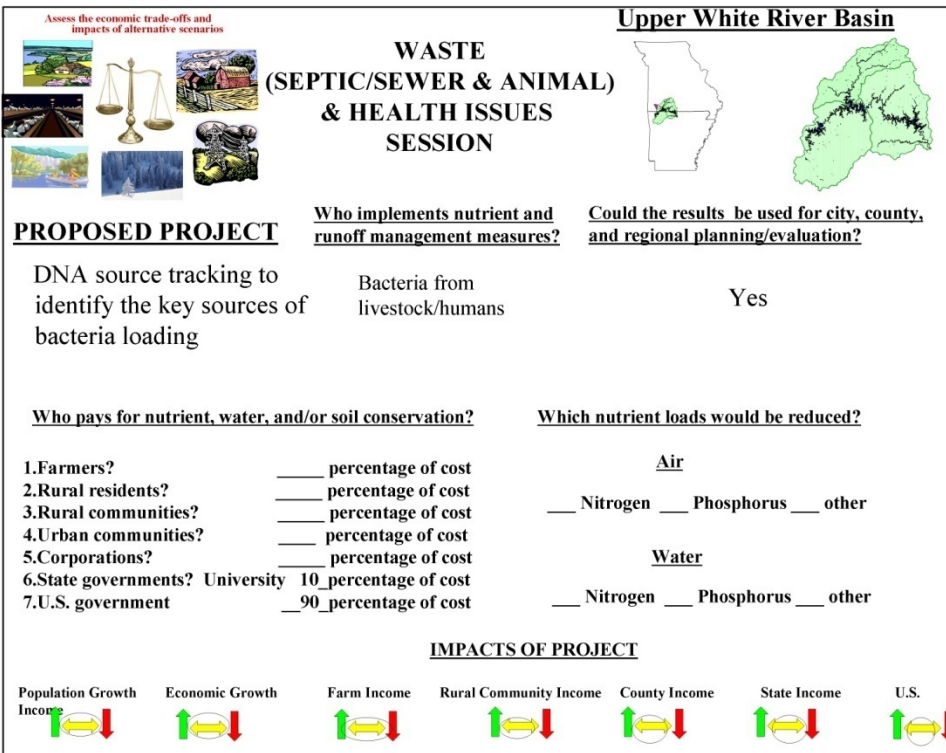 Assess the economic trade-offs and
impacts of alternative scenarios
WASTE
(SEPTIC/SEWER & ANIMAL)
& HEALTH ISSUES
SESSION
Upper White River Basin
PROPOSED PROJECT
DNA source tracking to
identify the key sources of
bacteria loading
Who implements nutrient and
runoff management measures?
Bacteria from
livestock/humans
Could the results be used for city, county,
and regional planning/evaluation?
Yes
Who pays for nutrient, water, and/or soil conservation?
1.Farmers? _____ percentage of cost
2.Rural residents? _____ percentage of cost
3.Rural communities? _____ percentage of cost
4.Urban communities? ____ percentage of cost
5.Corporations? _____ percentage of cost
6.State governments? University 10_percentage of cost
7.U.S. government __90_percentage of cost
Which nutrient loads would be reduced?
Air
___ Nitrogen ___ Phosphorus ___ other
Water
___ Nitrogen ___ Phosphorus ___ other
IMPACTS OF PROJECT
Population Growth Economic Growth Farm Income Rural Community Income County Income State Income U.S.
Income